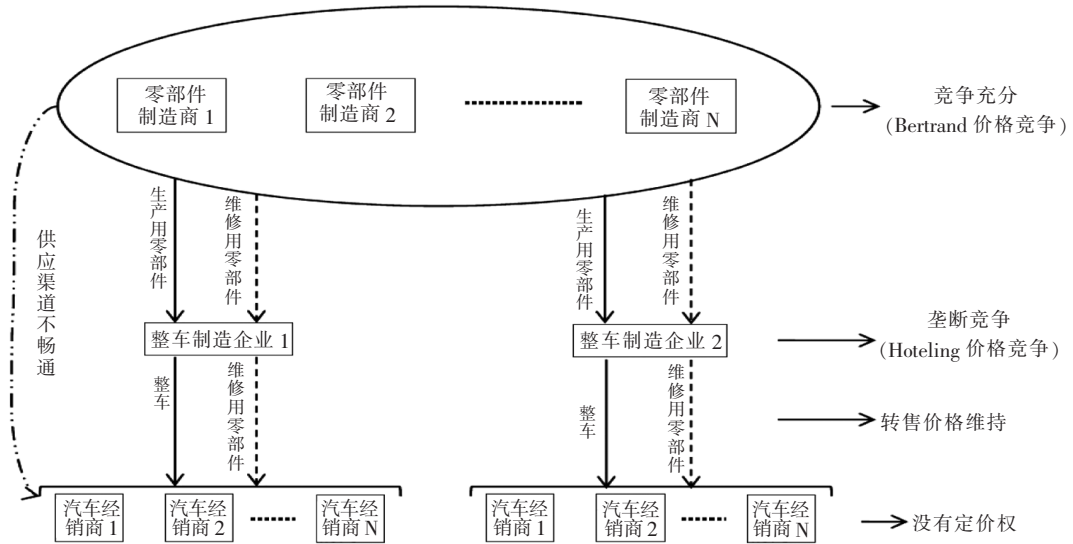 零部件
制造商 1
零部件
制造商 2
零部件
制造商 N
竞争充分
(Bertrand 价格竞争)
供应渠道不畅通
生产用零部件
维修用零部件
生产用零部件
维修用零部件
整车制造企业 1
整车制造企业 2
垄断竞争
(Hoteling 价格竞争)
整车
维修用零部件
整车
维修用零部件
转售价格维持
汽车经
销商 1
汽车经
销商 2
汽车经
销商 N
汽车经
销商 1
汽车经
销商 2
汽车经
销商 N
没有定价权